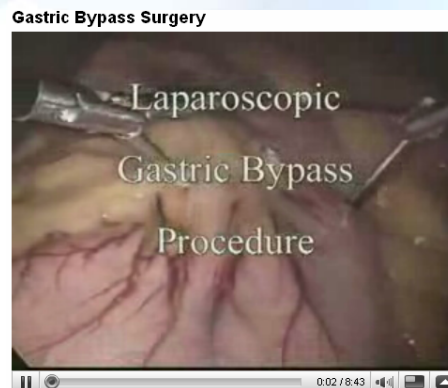 Gastric Bypass Surgery
Laparoscopic
Gastric Bypass
Procedure
0:02 / 8:43